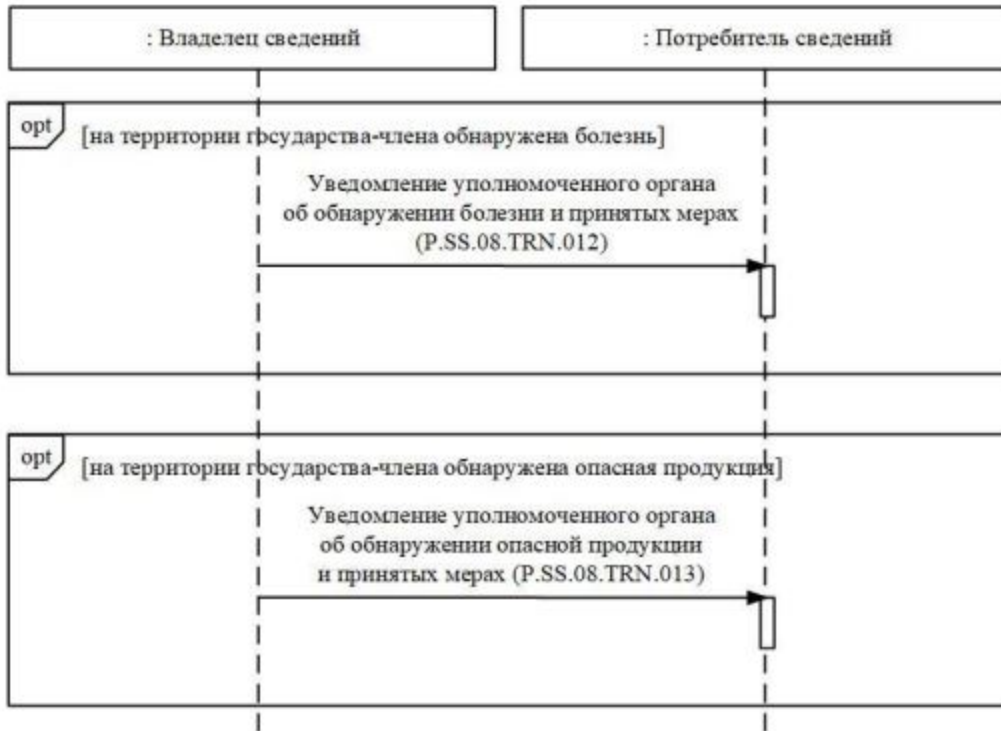 : Владелец сведений
: Потребитель сведений
opt
[на территории государства-члена обнаружена болезнь]
Уведомление уполномоченного органа
об обнаружении болезни и принятых мерах
(P.SS.08.TRN.012)
opt
[на территории государства-члена обнаружена опасная продукция]
Уведомление уполномоченного органа
об обнаружении опасной продукции
и принятых мерах (P.SS.08.TRN.013)